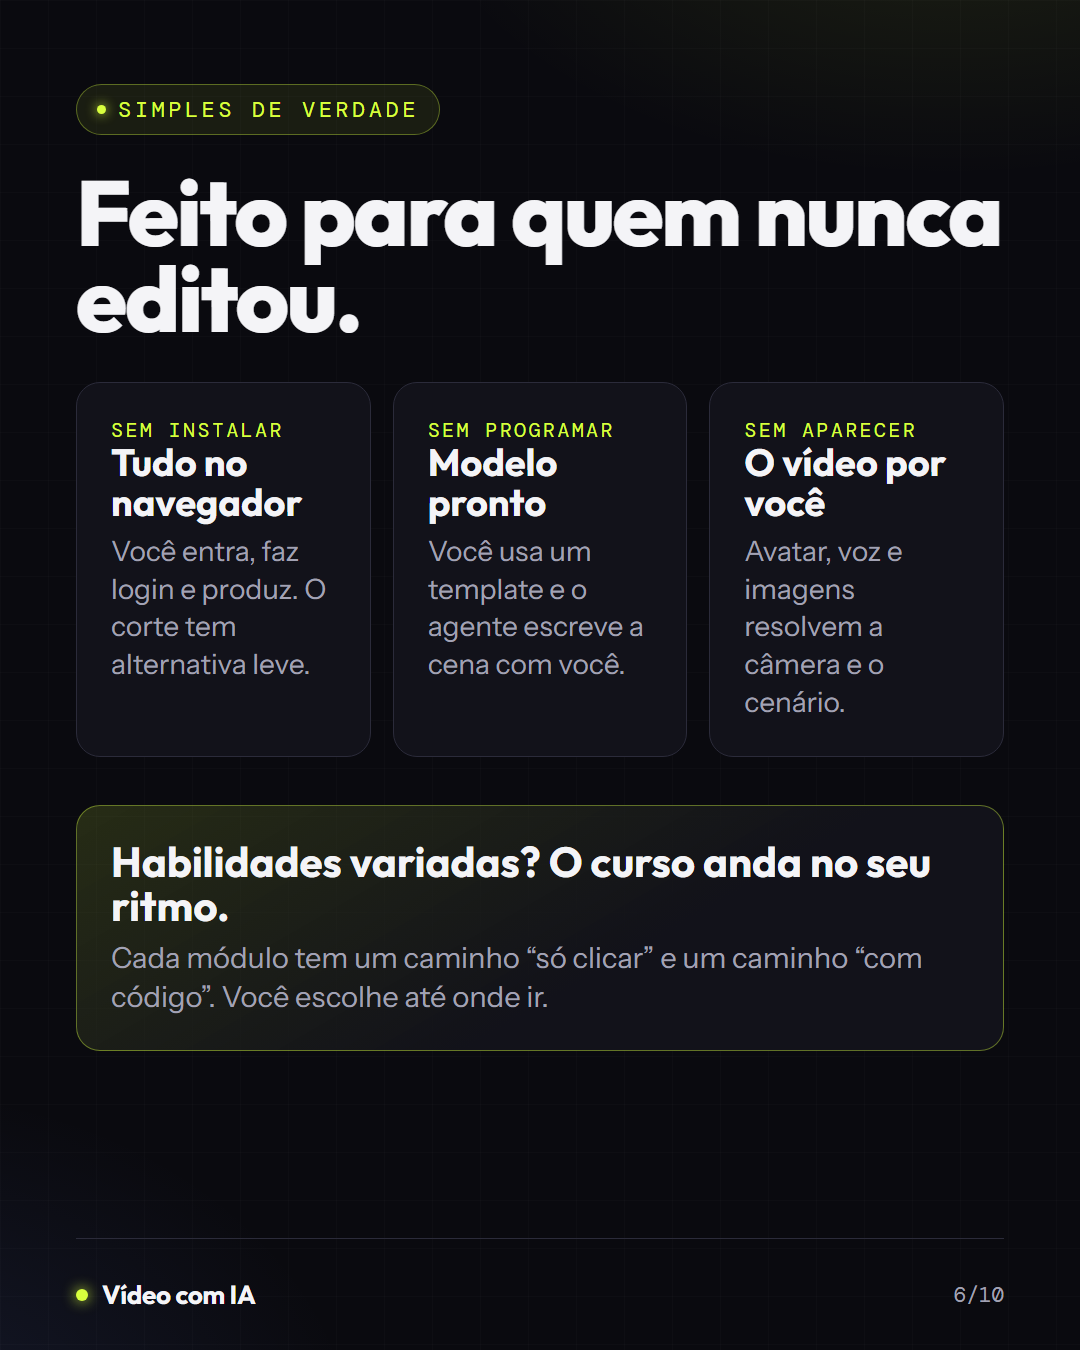 SIMPLES DE VERDADE
Feito para quem nunca
editou.
SEM INSTALAR
Tudo no
navegador
Você entra, faz
login e produz. O
corte tem
alternativa leve.
SEM PROGRAMAR
Modelo
pronto
Você usa um
template e o
agente escreve a
cena com você.
SEM APARECER
O vídeo por
você
Avatar, voz e
imagens
resolvem a
câmera e o
cenário.
Habilidades variadas? O curso anda no seu
ritmo.
Cada módulo tem um caminho “só clicar” e um caminho “com
código”. Você escolhe até onde ir.
Vídeo com IA
6/10